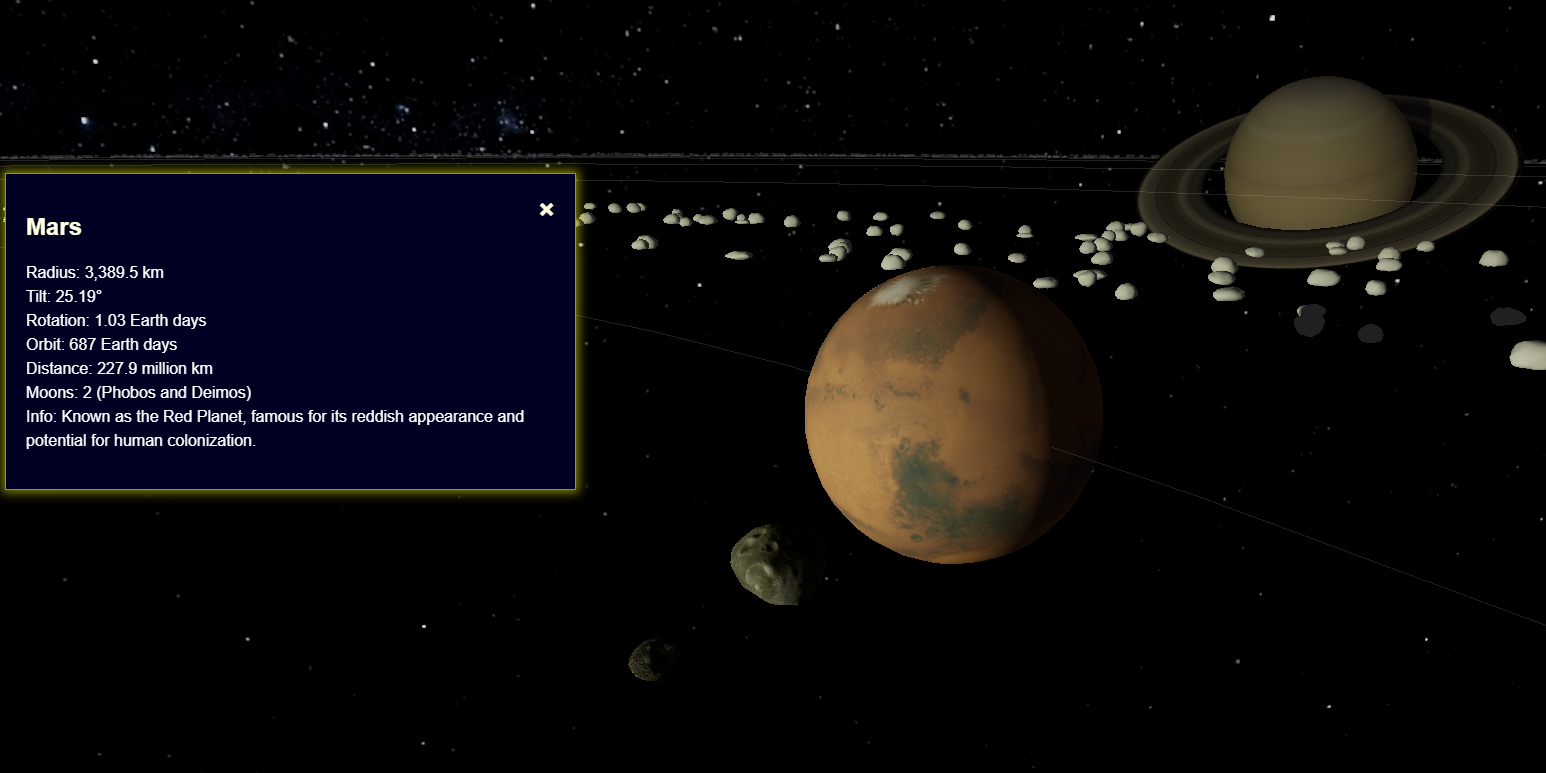 Mars
Radius: 3,389.5 km
Tilt: 25.19°
Rotation: 1.03 Earth days
Orbit: 687 Earth days
Distance: 227.9 million km
Moons: 2 (Phobos and Deimos)
Info: Known as the Red Planet, famous for its reddish appearance and
potential for human colonization.